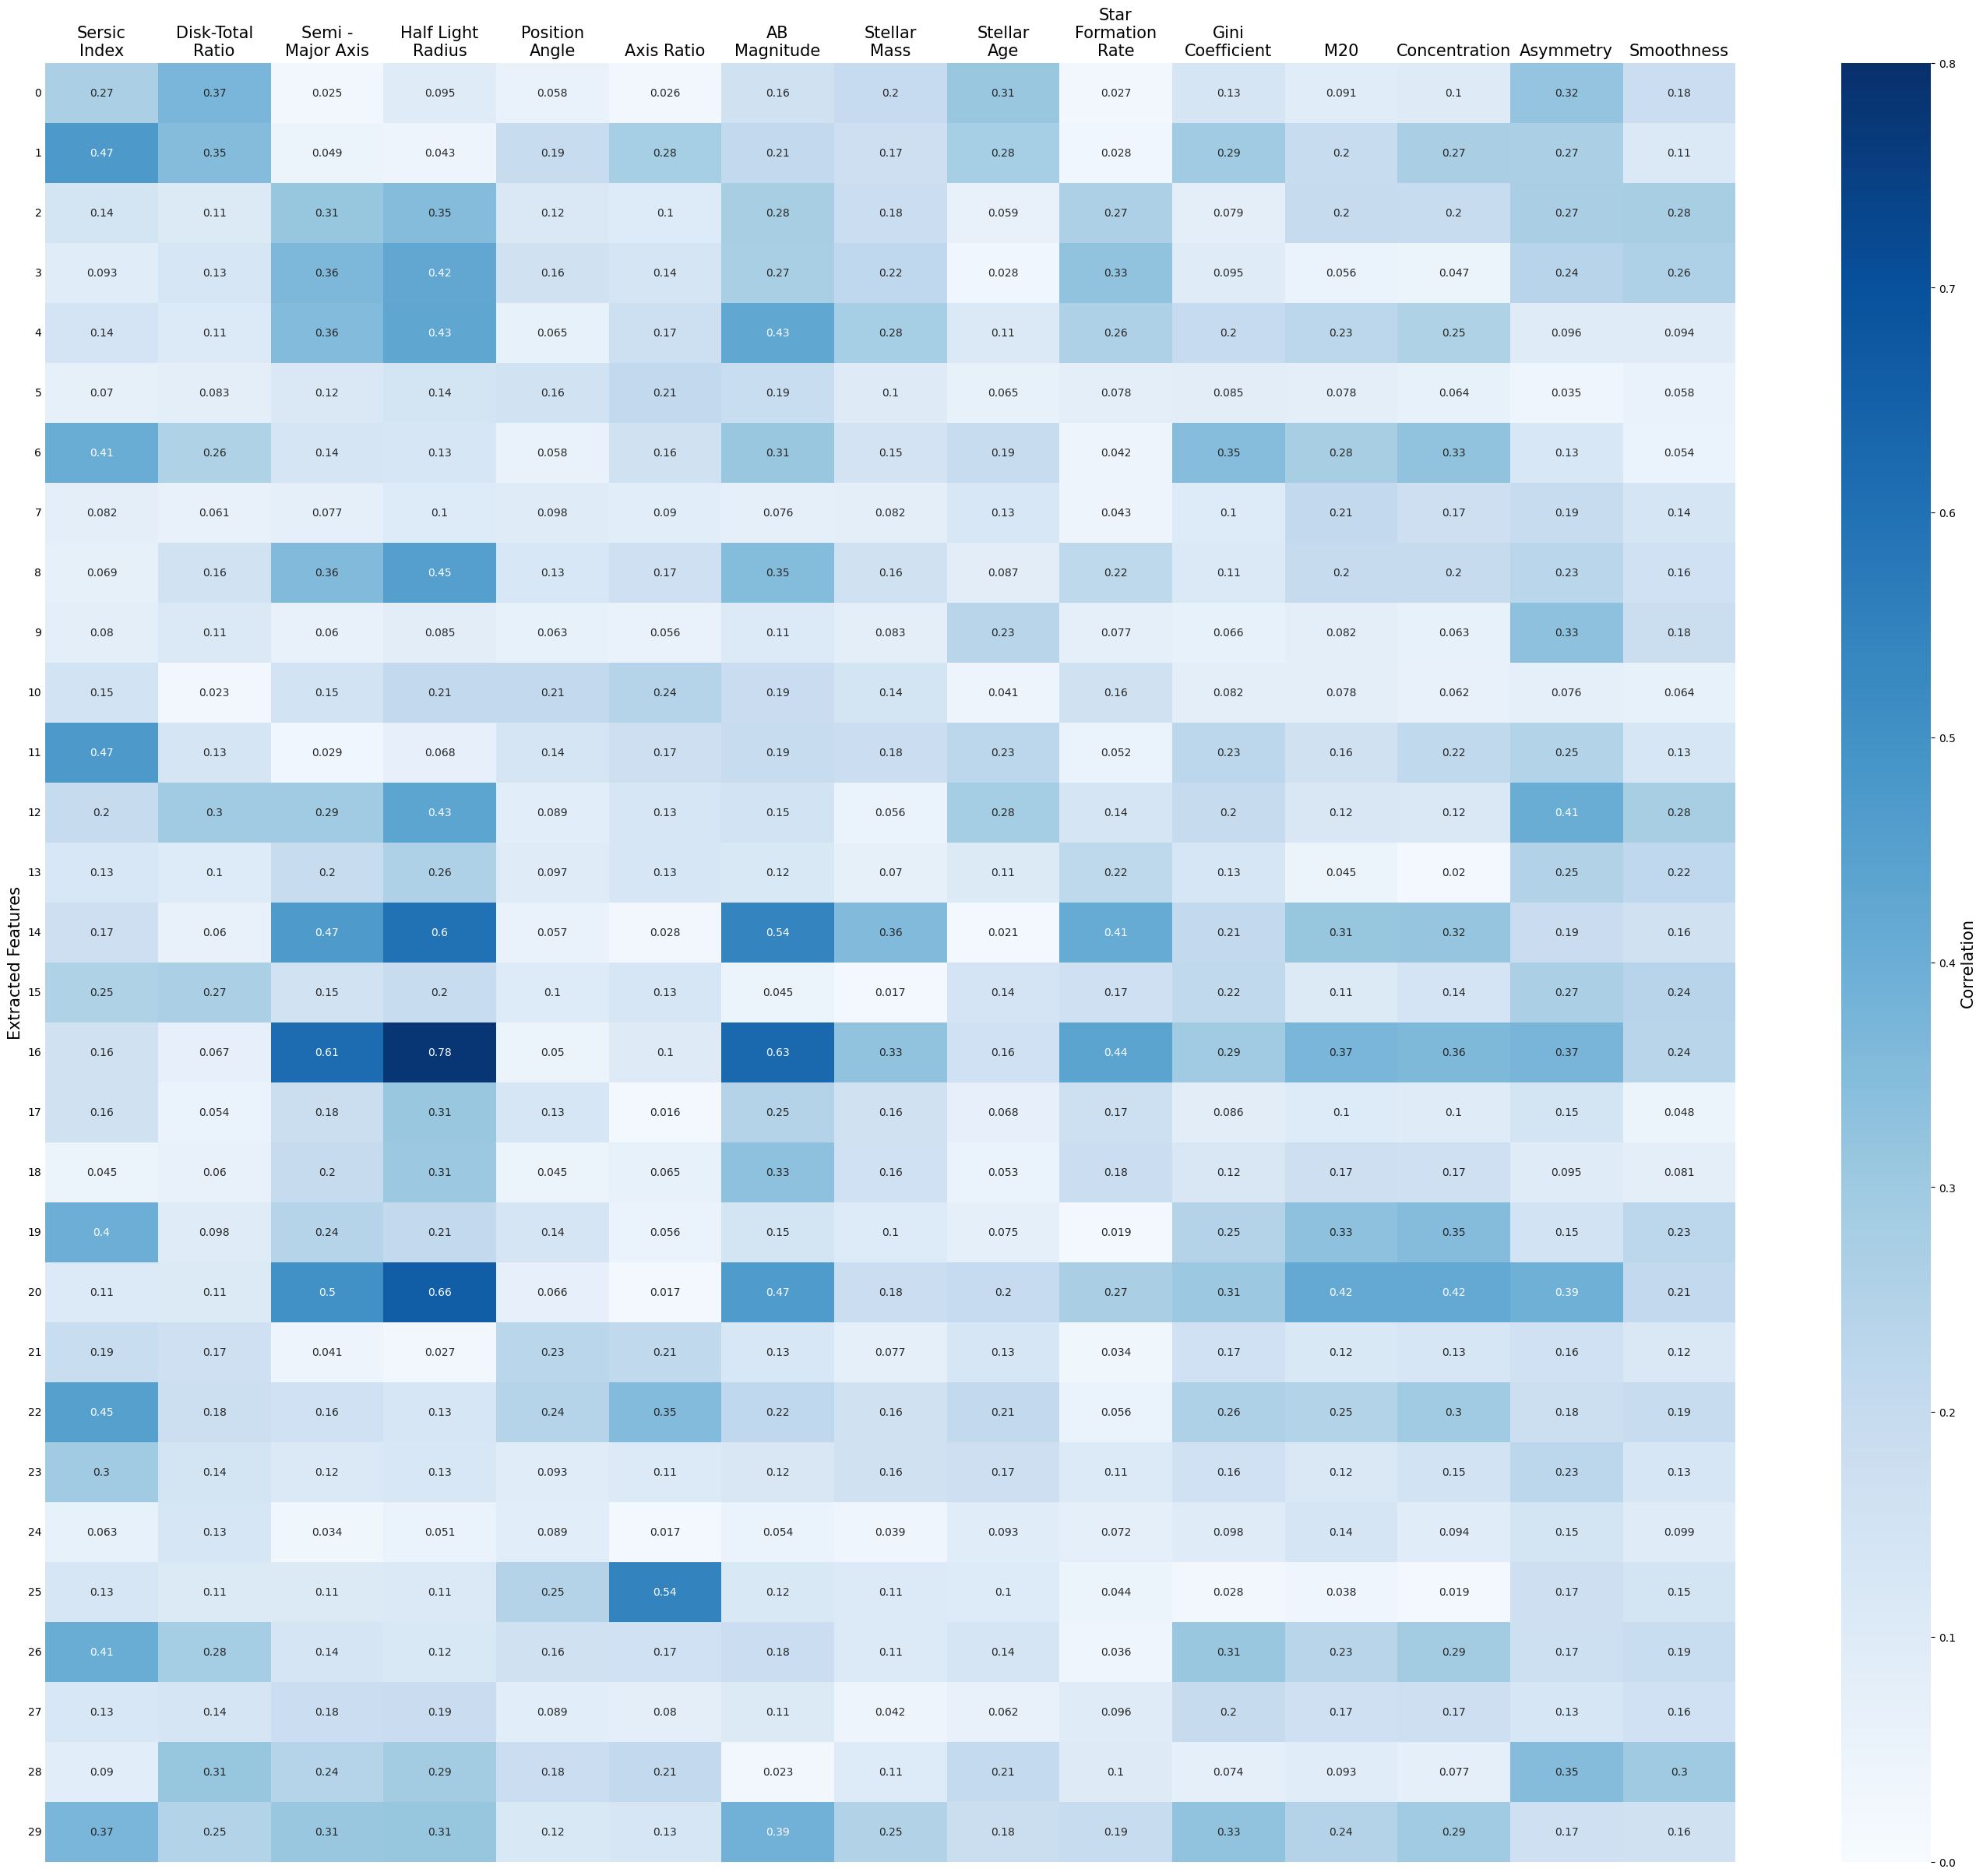 Star
Sersic Disk-Total Semi - Half Light Position AB Stellar Stellar Formation Gini
Index Ratio Major Axis Radius Angle Axis Ratio Magnitude Mass Age Rate Coefficient M20 Concentration Asymmetry Smoothness
0 0.27 0.37 0.025 0.095 0.058 0.026 0.16 0.2 0.31 0.027 0.13 0.091 0.1 0.32 0.18
1 0.47 0.35 0.049 0.043 0.19 0.28 0.21 0.17 0.28 0.028 0.29 0.2 0.27 0.27 0.11
2 0.14 0.11 0.31 0.35 0.12 0.1 0.28 0.18 0.059 0.27 0.079 0.2 0.2 0.27 0.28
3 0.093 0.13 0.36 0.42 0.16 0.14 0.27 0.22 0.028 0.33 0.095 0.056 0.047 0.24 0.26
4 0.14 0.11 0.36 0.43 0.065 0.17 0.43 0.28 0.11 0.26 0.2 0.23 0.25 0.096 0.094
5 0.07 0.083 0.12 0.14 0.16 0.21 0.19 0.1 0.065 0.078 0.085 0.078 0.064 0.035 0.058
6 0.41 0.26 0.14 0.13 0.058 0.16 0.31 0.15 0.19 0.042 0.35 0.28 0.33 0.13 0.054
7 0.082 0.061 0.077 0.1 0.098 0.09 0.076 0.082 0.13 0.043 0.1 0.21 0.17 0.19 0.14
8 0.069 0.16 0.36 0.45 0.13 0.17 0.35 0.16 0.087 0.22 0.11 0.2 0.2 0.23 0.16
9 0.08 0.11 0.06 0.085 0.063 0.056 0.11 0.083 0.23 0.077 0.066 0.082 0.063 0.33 0.18
10 0.15 0.023 0.15 0.21 0.21 0.24 0.19 0.14 0.041 0.16 0.082 0.078 0.062 0.076 0.064
11 0.47 0.13 0.029 0.068 0.14 0.17 0.19 0.18 0.23 0.052 0.23 0.16 0.22 0.25 0.13
12 0.2 0.3 0.29 0.43 0.089 0.13 0.15 0.056 0.28 0.14 0.2 0.12 0.12 0.41 0.28
13 0.13 0.1 0.2 0.26 0.097 0.13 0.12 0.07 0.11 0.22 0.13 0.045 0.02 0.25 0.22
14 0.17 0.06 0.47 0.6 0.057 0.028 0.54 0.36 0.021 0.41 0.21 0.31 0.32 0.19 0.16
15 0.25 0.27 0.15 0.2 0.1 0.13 0.045 0.017 0.14 0.17 0.22 0.11 0.14 0.27 0.24
16 0.16 0.067 0.61 0.78 0.05 0.1 0.63 0.33 0.16 0.44 0.29 0.37 0.36 0.37 0.24
17 0.16 0.054 0.18 0.31 0.13 0.016 0.25 0.16 0.068 0.17 0.086 0.1 0.1 0.15 0.048
18 0.045 0.06 0.2 0.31 0.045 0.065 0.33 0.16 0.053 0.18 0.12 0.17 0.17 0.095 0.081
19 0.4 0.098 0.24 0.21 0.14 0.056 0.15 0.1 0.075 0.019 0.25 0.33 0.35 0.15 0.23
20 0.11 0.11 0.5 0.66 0.066 0.017 0.47 0.18 0.2 0.27 0.31 0.42 0.42 0.39 0.21
21 0.19 0.17 0.041 0.027 0.23 0.21 0.13 0.077 0.13 0.034 0.17 0.12 0.13 0.16 0.12
22 0.45 0.18 0.16 0.13 0.24 0.35 0.22 0.16 0.21 0.056 0.26 0.25 0.3 0.18 0.19
23 0.3 0.14 0.12 0.13 0.093 0.11 0.12 0.16 0.17 0.11 0.16 0.12 0.15 0.23 0.13
24 0.063 0.13 0.034 0.051 0.089 0.017 0.054 0.039 0.093 0.072 0.098 0.14 0.094 0.15 0.099
25 0.13 0.11 0.11 0.11 0.25 0.54 0.12 0.11 0.1 0.044 0.028 0.038 0.019 0.17 0.15
26 0.41 0.28 0.14 0.12 0.16 0.17 0.18 0.11 0.14 0.036 0.31 0.23 0.29 0.17 0.19
27 0.13 0.14 0.18 0.19 0.089 0.08 0.11 0.042 0.062 0.096 0.2 0.17 0.17 0.13 0.16
28 0.09 0.31 0.24 0.29 0.18 0.21 0.023 0.11 0.21 0.1 0.074 0.093 0.077 0.35 0.3
29 0.37 0.25 0.31 0.31 0.12 0.13 0.39 0.25 0.18 0.19 0.33 0.24 0.29 0.17 0.16
Extracted Features
0.8
0.7
0.6
0.5
0.4
0.3
0.2
0.1
0.0
Correlation